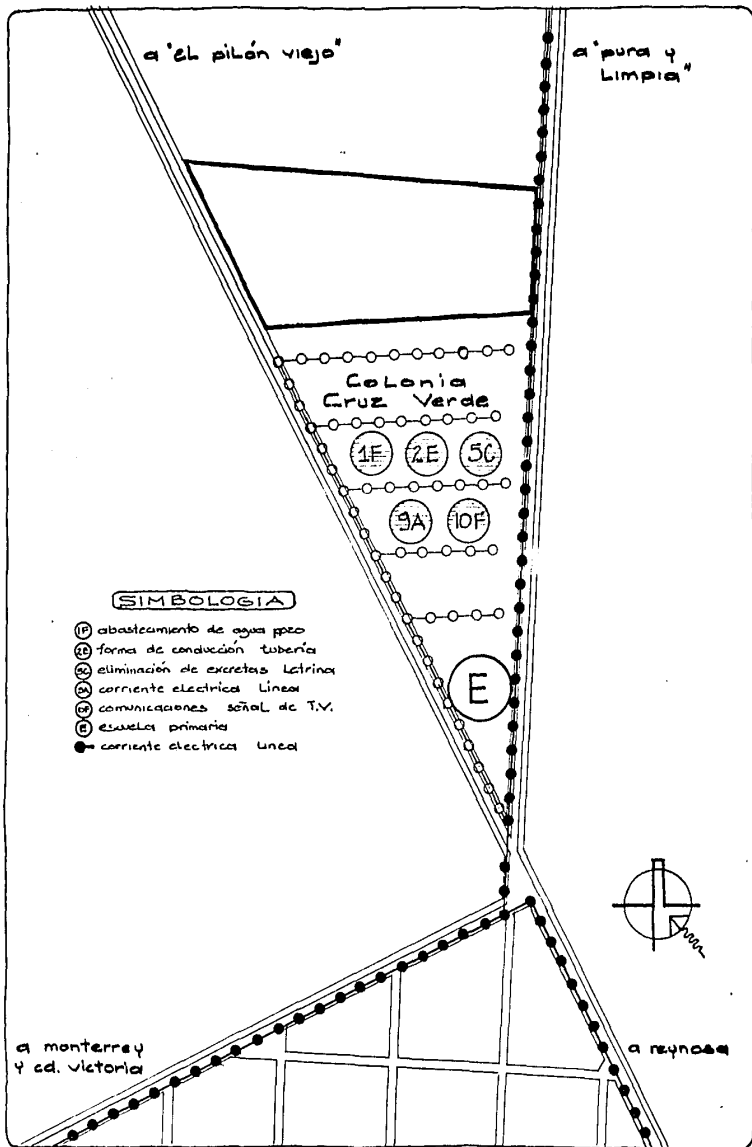 a "el pilón viejo"
a "pura y
Limpia"
Colonia
Cruz Verde
1F 2E 5C
9A 10F
E
SIMBOLOGIA
1F abastecimiento de agua pozo
2E forma de conducción tubería
5C eliminación de excretas Letrina
9A corriente electrica Linea
10F comunicaciones señal de T.V.
E escuela primaria
corriente electrica Linea
a monterrey
y cd. victoria
a reynosa